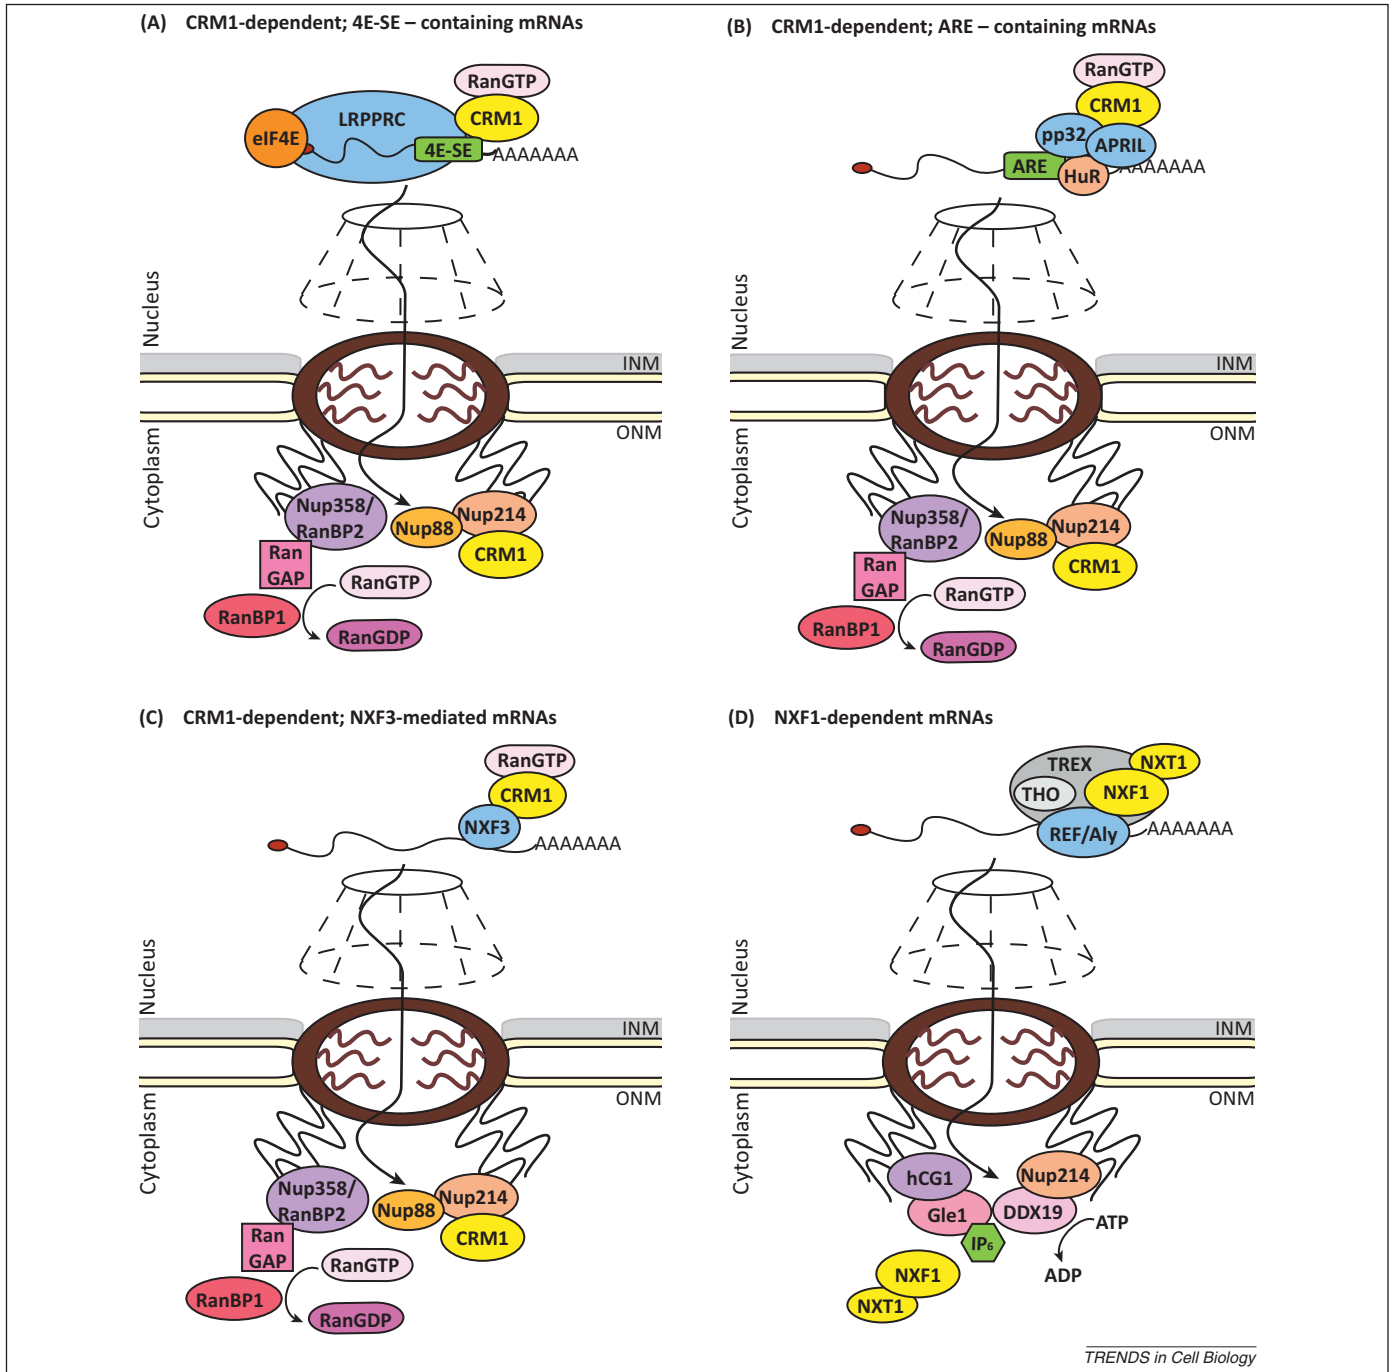 (A) CRM1-dependent; 4E-SE – containing mRNAs
RanGTP
CRM1
LRPPRC
eIF4E
4E-SE
AAAAAAA
Nucleus
INM
ONM
Cytoplasm
Nup358/
RanBP2
Nup88
Nup214
CRM1
Ran
GAP
RanGTP
RanBP1
RanGDP
(B) CRM1-dependent; ARE – containing mRNAs
RanGTP
CRM1
pp32
APRIL
ARE
HuR
AAAAAAA
Nucleus
INM
ONM
Cytoplasm
Nup358/
RanBP2
Nup88
Nup214
CRM1
Ran
GAP
RanGTP
RanBP1
RanGDP
(C) CRM1-dependent; NXF3-mediated mRNAs
RanGTP
CRM1
NXF3
AAAAAAA
Nucleus
INM
ONM
Cytoplasm
Nup358/
RanBP2
Nup88
Nup214
CRM1
Ran
GAP
RanGTP
RanBP1
RanGDP
(D) NXF1-dependent mRNAs
TREX
NXT1
THO
NXF1
REF/Aly
AAAAAAA
Nucleus
INM
ONM
Cytoplasm
hCG1
Nup214
Gle1
DDX19
ATP
IP6
ADP
NXF1
NXT1
TRENDS in Cell Biology